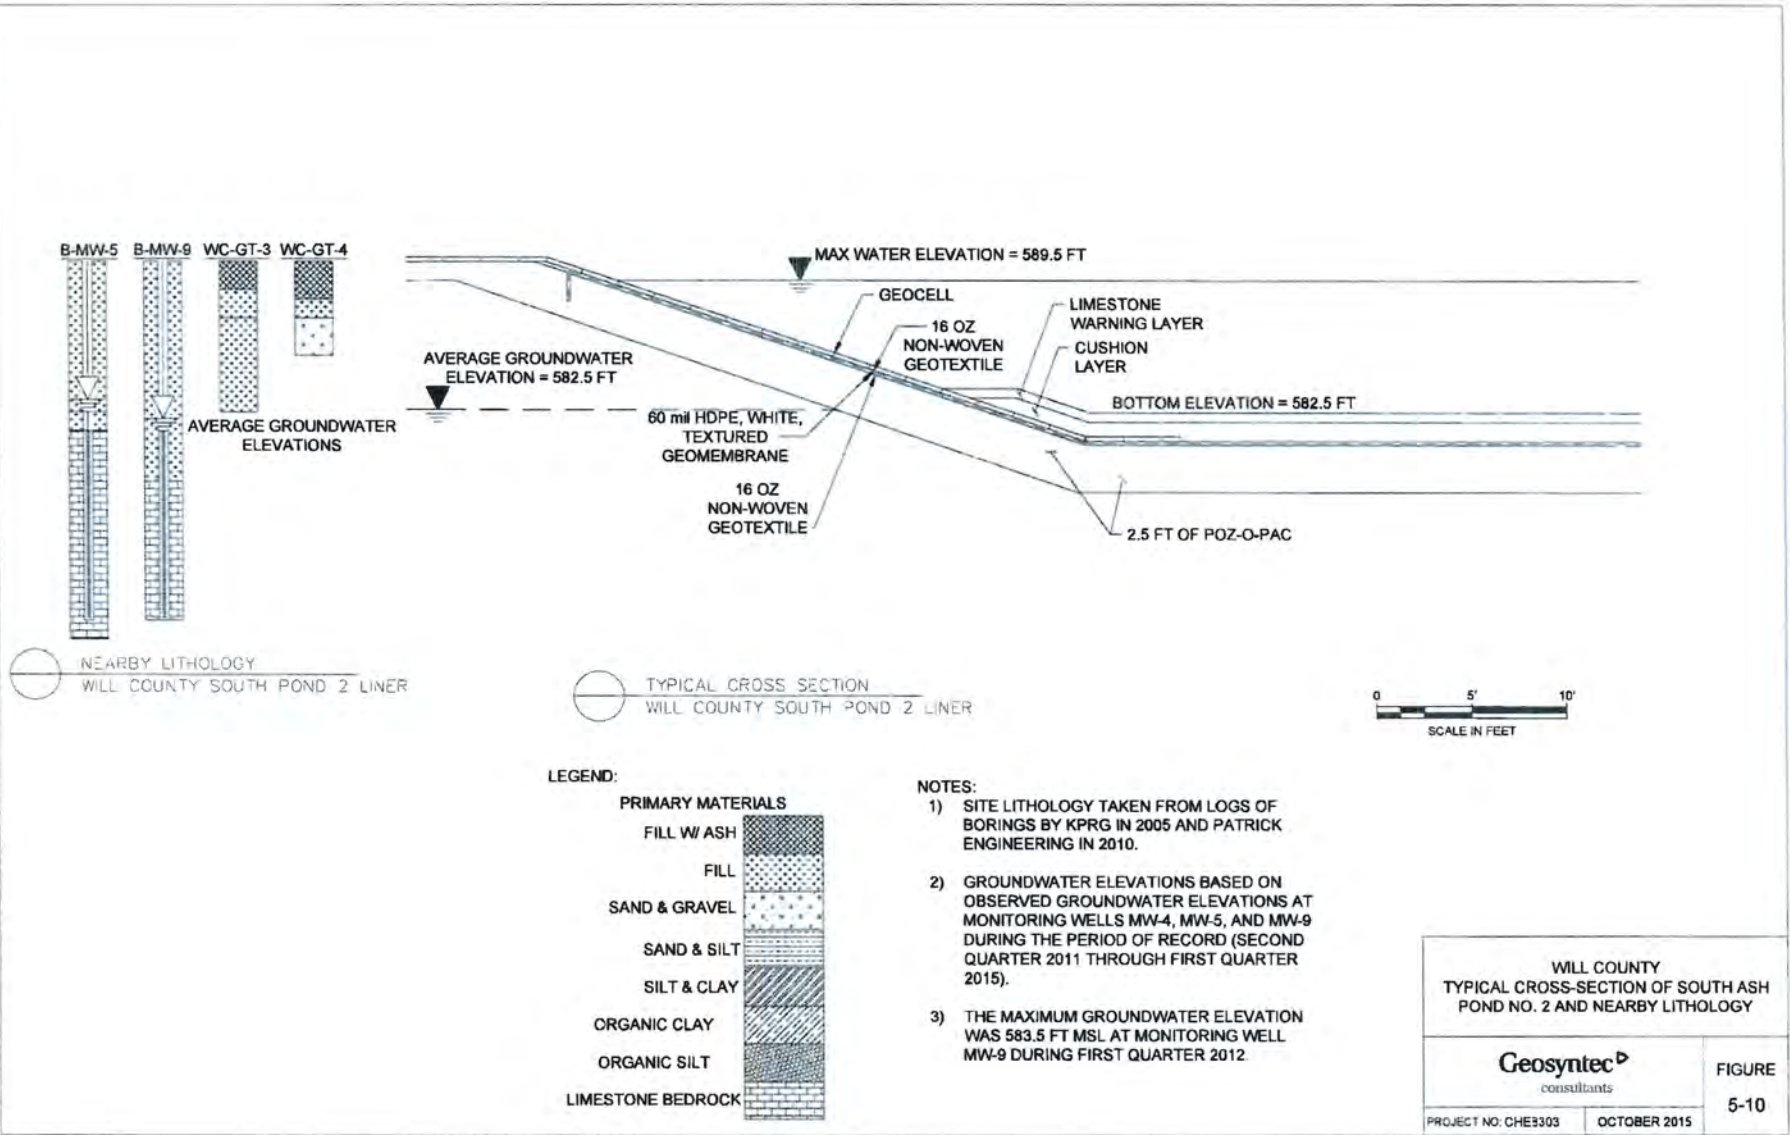 B-MW-5 B-MW-9 WC-GT-3 WC-GT-4
AVERAGE GROUNDWATER
ELEVATIONS
NEARBY LITHOLOGY
WILL COUNTY SOUTH POND 2 LINER
MAX WATER ELEVATION = 589.5 FT
GEOCELL
16 OZ
NON-WOVEN
GEOTEXTILE
LIMESTONE
WARNING LAYER
CUSHION
LAYER
AVERAGE GROUNDWATER
ELEVATION = 582.5 FT
BOTTOM ELEVATION = 582.5 FT
60 mil HDPE, WHITE,
TEXTURED
GEOMEMBRANE
16 OZ
NON-WOVEN
GEOTEXTILE
2.5 FT OF POZ-O-PAC
TYPICAL CROSS SECTION
WILL COUNTY SOUTH POND 2 LINER
0 5' 10'
SCALE IN FEET
LEGEND:
PRIMARY MATERIALS
FILL W/ ASH
FILL
SAND & GRAVEL
SAND & SILT
SILT & CLAY
ORGANIC CLAY
ORGANIC SILT
LIMESTONE BEDROCK
NOTES:
1) SITE LITHOLOGY TAKEN FROM LOGS OF
BORINGS BY KPRG IN 2005 AND PATRICK
ENGINEERING IN 2010.
2) GROUNDWATER ELEVATIONS BASED ON
OBSERVED GROUNDWATER ELEVATIONS AT
MONITORING WELLS MW-4, MW-5, AND MW-9
DURING THE PERIOD OF RECORD (SECOND
QUARTER 2011 THROUGH FIRST QUARTER
2015).
3) THE MAXIMUM GROUNDWATER ELEVATION
WAS 583.5 FT MSL AT MONITORING WELL
MW-9 DURING FIRST QUARTER 2012
WILL COUNTY
TYPICAL CROSS-SECTION OF SOUTH ASH
POND NO. 2 AND NEARBY LITHOLOGY
Geosyntec
consultants
FIGURE
5-10
PROJECT NO: CHE8303 OCTOBER 2015